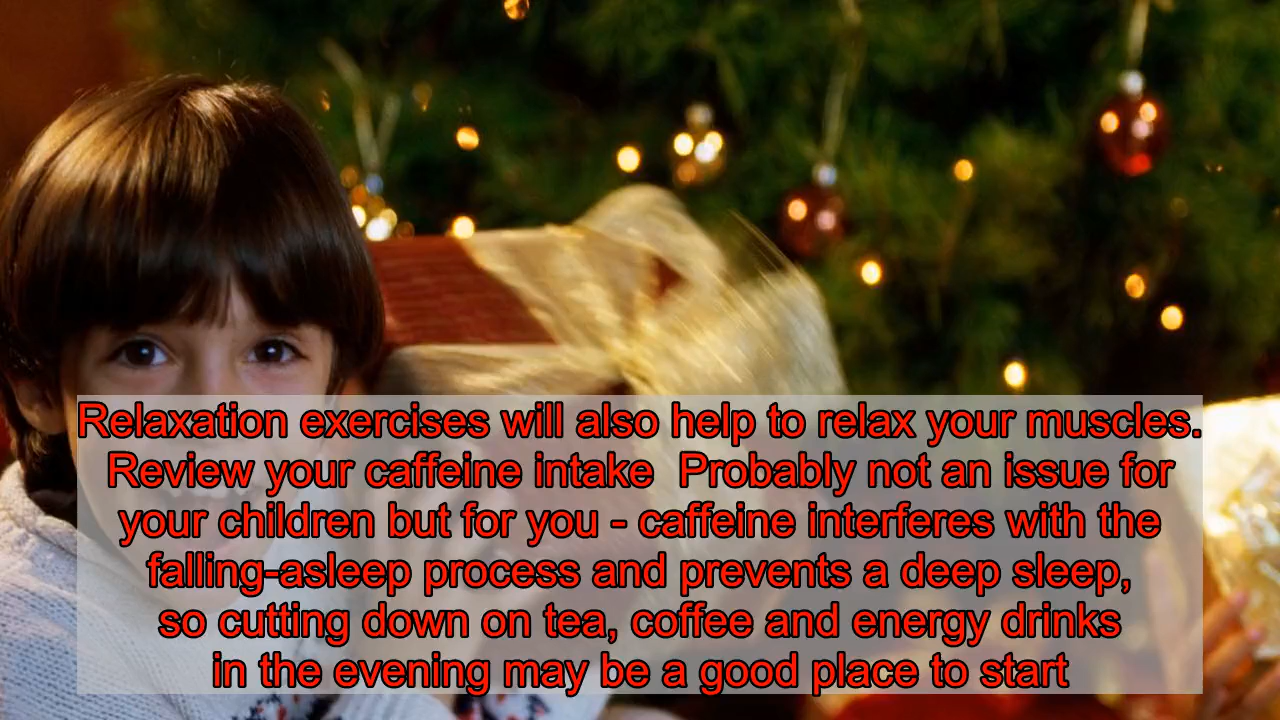 Relaxation exercises will also help to relax your muscles.
Review your caffeine intake  Probably not an issue for
your children but for you - caffeine interferes with the
falling-asleep process and prevents a deep sleep,
so cutting down on tea, coffee and energy drinks
in the evening may be a good place to start